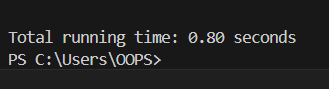 Total running time: 0.80 seconds
PS C:\Users\OOPS>